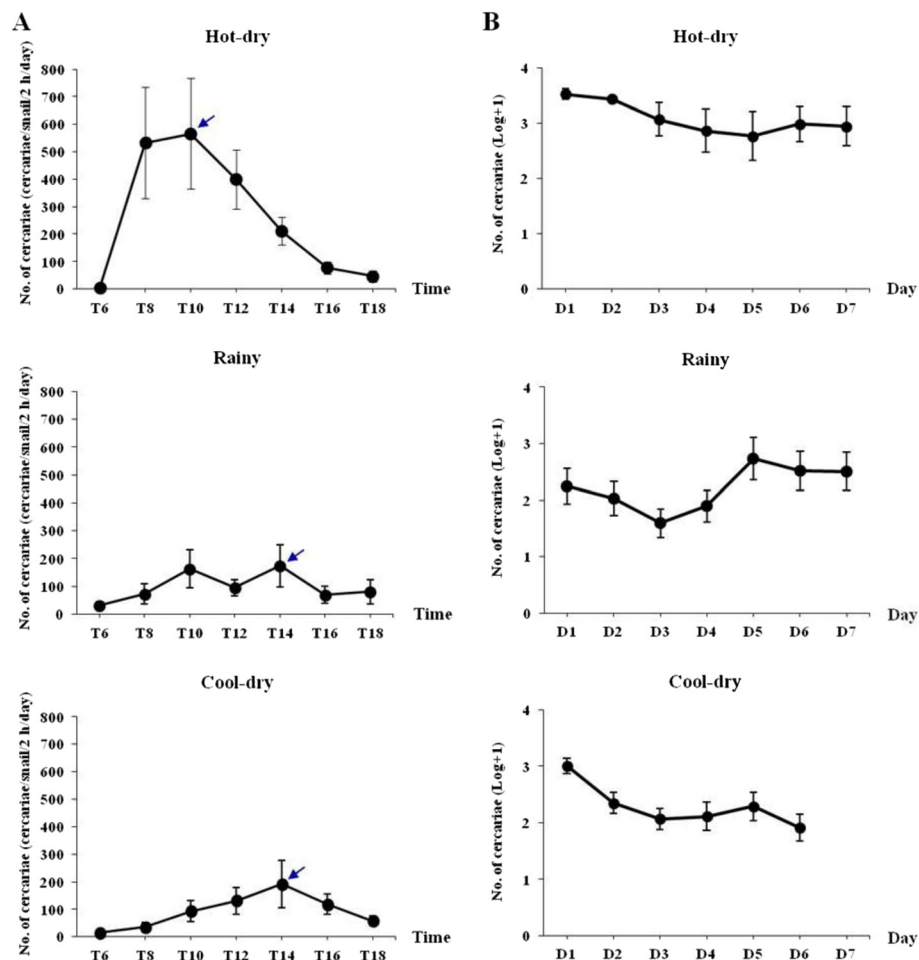 A
Hot-dry
No. of cercariae (cercariae/snail/2 h/day)
800
700
600
500
400
300
200
100
0
T6 T8 T10 T12 T14 T16 T18
Time
Rainy
No. of cercariae (cercariae/snail/2 h/day)
800
700
600
500
400
300
200
100
0
T6 T8 T10 T12 T14 T16 T18
Time
Cool-dry
No. of cercariae (cercariae/snail/2 h/day)
800
700
600
500
400
300
200
100
0
T6 T8 T10 T12 T14 T16 T18
Time
B
Hot-dry
No. of cercariae (Log+1)
4
3
2
1
0
D1 D2 D3 D4 D5 D6 D7
Day
Rainy
No. of cercariae (Log+1)
4
3
2
1
0
D1 D2 D3 D4 D5 D6 D7
Day
Cool-dry
No. of cercariae (Log+1)
4
3
2
1
0
D1 D2 D3 D4 D5 D6 D7
Day